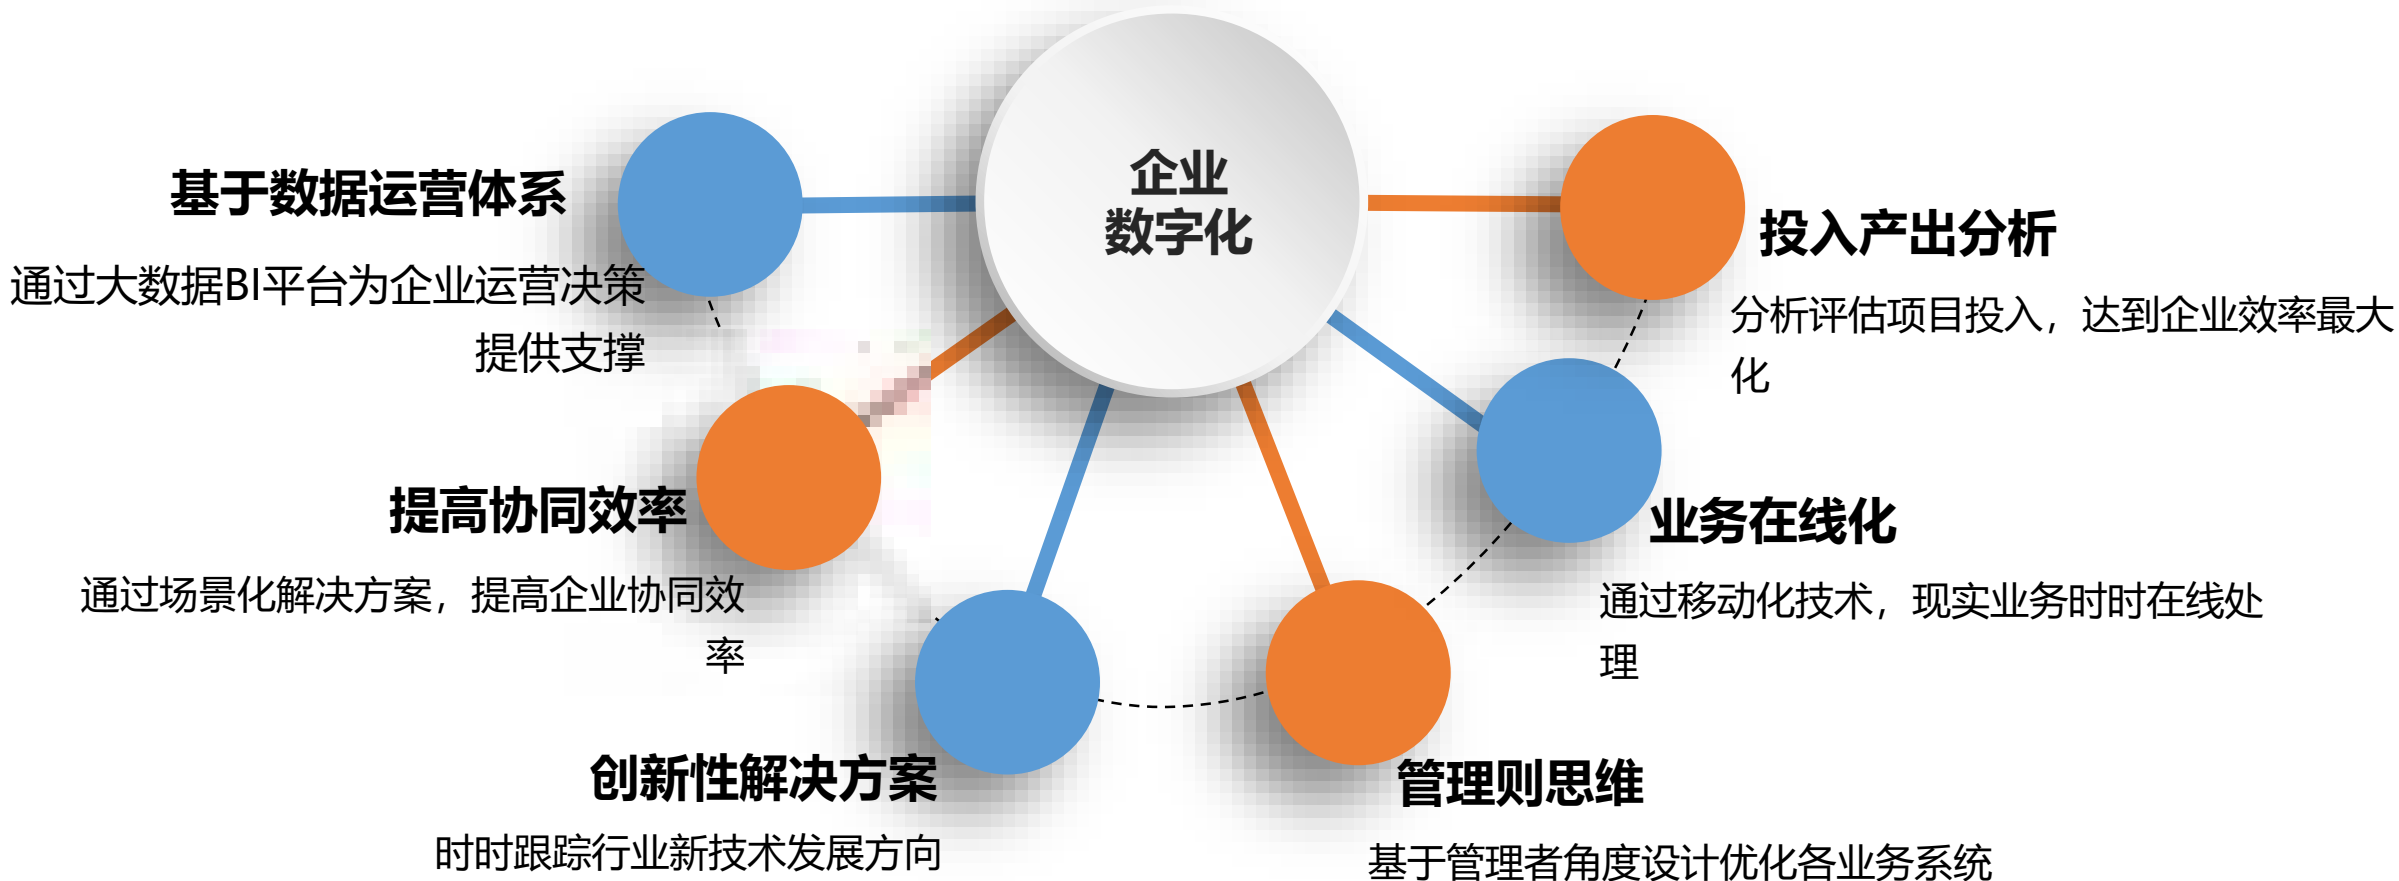 企业
数字化
基于数据运营体系
通过大数据BI平台为企业运营决策
提供支撑
提高协同效率
通过场景化解决方案，提高企业协同效
率
创新性解决方案
时时跟踪行业新技术发展方向
管理则思维
基于管理者角度设计优化各业务系统
业务在线化
通过移动化技术，现实业务时时在线处
理
投入产出分析
分析评估项目投入，达到企业效率最大
化